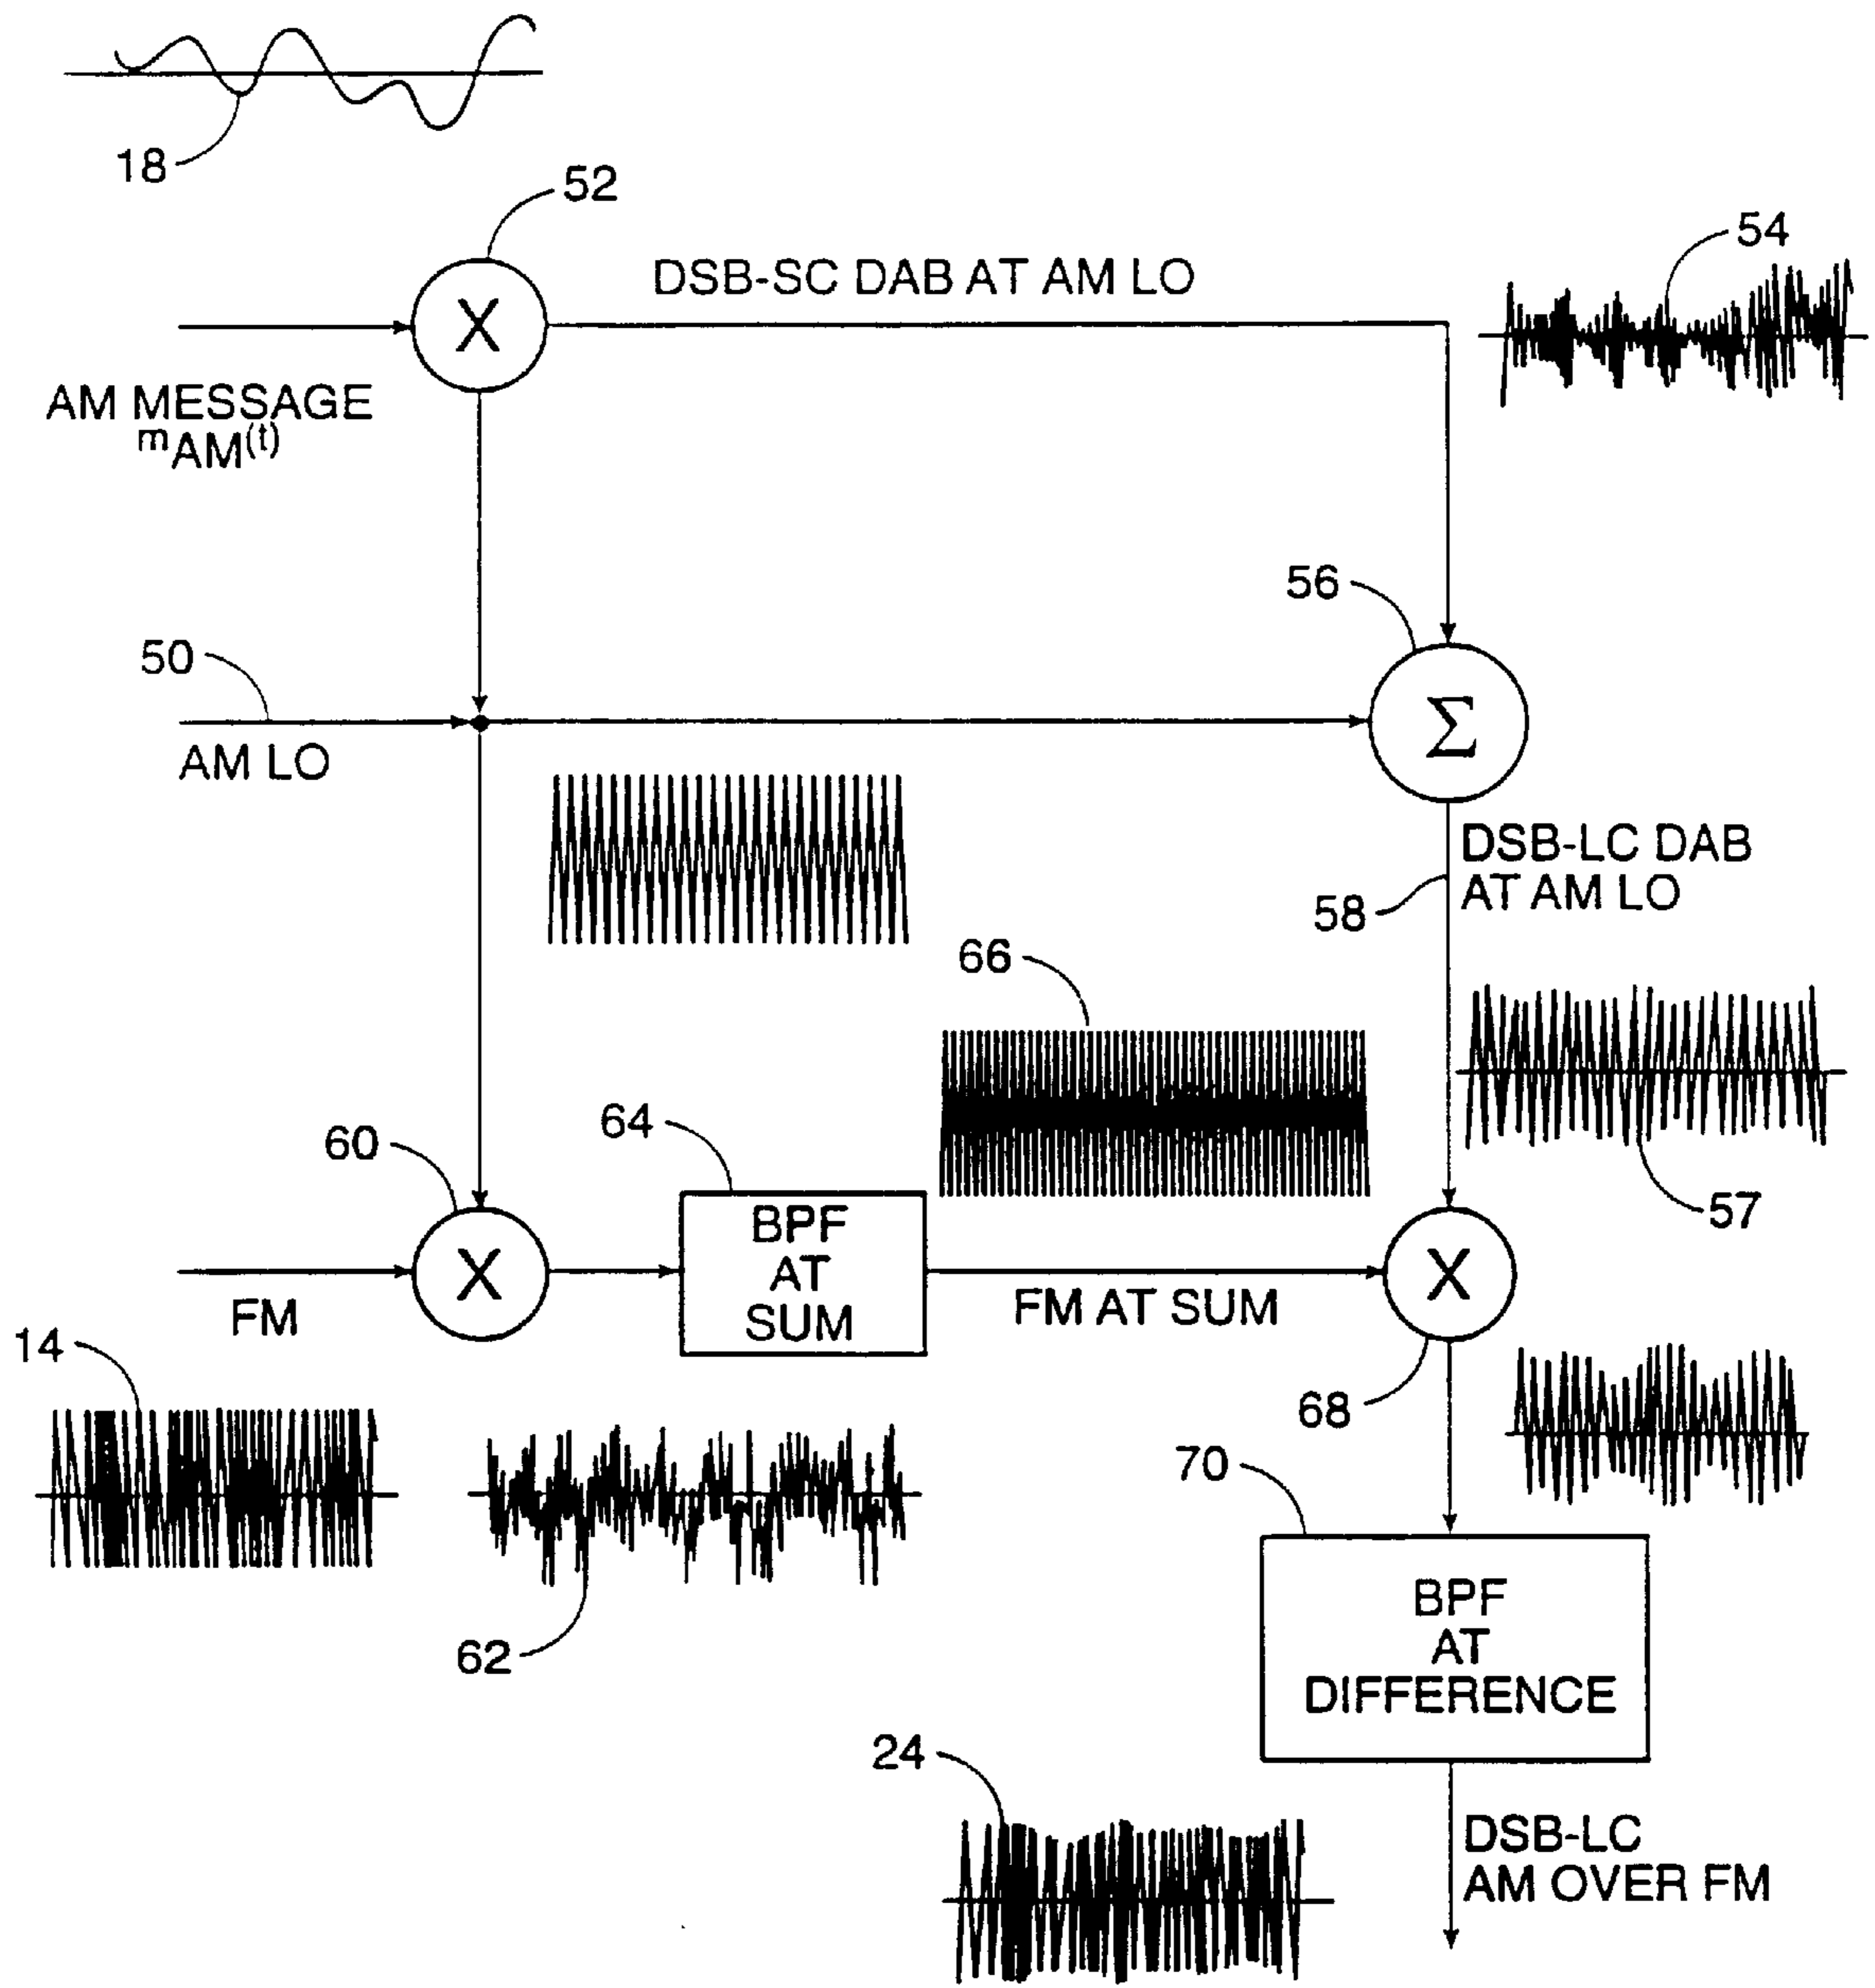 18
52
DSB-SC DAB AT AM LO
54
X
AM MESSAGE
mAM(t)
56
50
Σ
AM LO
DSB-LC DAB
AT AM LO
58
66
64
60
57
BPF
AT
SUM
X
X
FM
FM AT SUM
14
68
70
62
BPF
AT
DIFFERENCE
24
DSB-LC
AM OVER FM